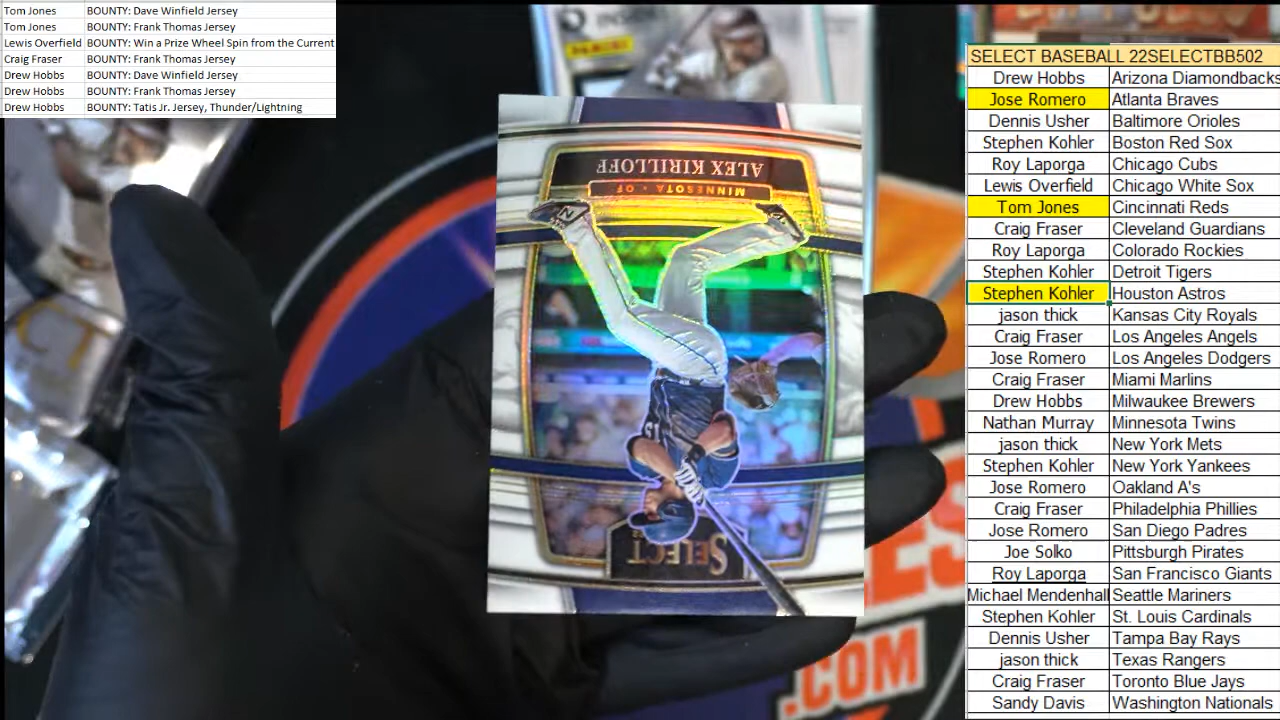 Tom Jones BOUNTY: Dave Winfield Jersey
Tom Jones BOUNTY: Frank Thomas Jersey
Lewis Overfield BOUNTY: Win a Prize Wheel Spin from the Current
Craig Fraser BOUNTY: Frank Thomas Jersey
Drew Hobbs BOUNTY: Dave Winfield Jersey
Drew Hobbs BOUNTY: Frank Thomas Jersey
Drew Hobbs BOUNTY: Tatis Jr. Jersey, Thunder/Lightning
PANINI
ALEX KIRILLOFF
MINNESOTA • OF
SELECT
.COM
SELECT BASEBALL 22SELECTBB502
Drew Hobbs Arizona Diamondbacks
Jose Romero Atlanta Braves
Dennis Usher Baltimore Orioles
Stephen Kohler Boston Red Sox
Roy Laporga Chicago Cubs
Lewis Overfield Chicago White Sox
Tom Jones Cincinnati Reds
Craig Fraser Cleveland Guardians
Roy Laporga Colorado Rockies
Stephen Kohler Detroit Tigers
Stephen Kohler Houston Astros
jason thick Kansas City Royals
Craig Fraser Los Angeles Angels
Jose Romero Los Angeles Dodgers
Craig Fraser Miami Marlins
Drew Hobbs Milwaukee Brewers
Nathan Murray Minnesota Twins
jason thick New York Mets
Stephen Kohler New York Yankees
Jose Romero Oakland A's
Craig Fraser Philadelphia Phillies
Jose Romero San Diego Padres
Joe Solko Pittsburgh Pirates
Roy Laporga San Francisco Giants
Michael Mendenhall Seattle Mariners
Stephen Kohler St. Louis Cardinals
Dennis Usher Tampa Bay Rays
jason thick Texas Rangers
Craig Fraser Toronto Blue Jays
Sandy Davis Washington Nationals